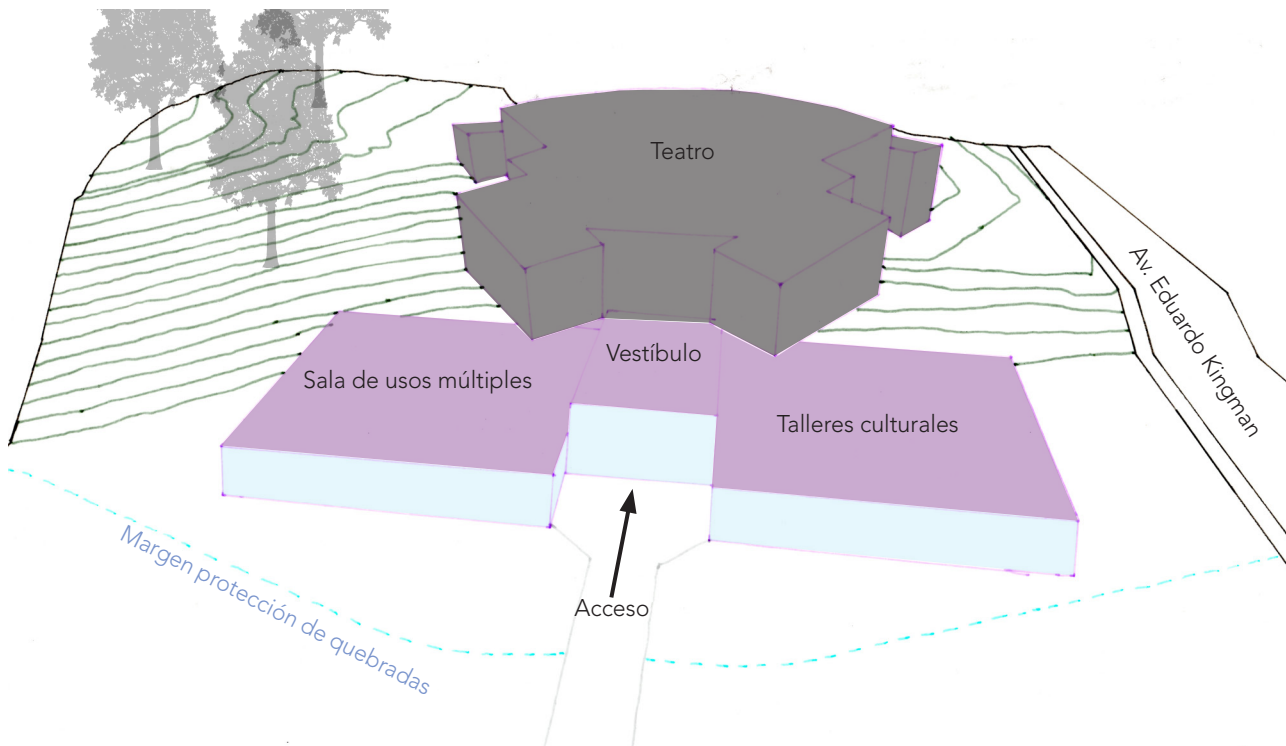 Teatro
Av. Eduardo Kingman
Vestíbulo
Sala de usos múltiples
Talleres culturales
Margen protección de quebradas
Acceso